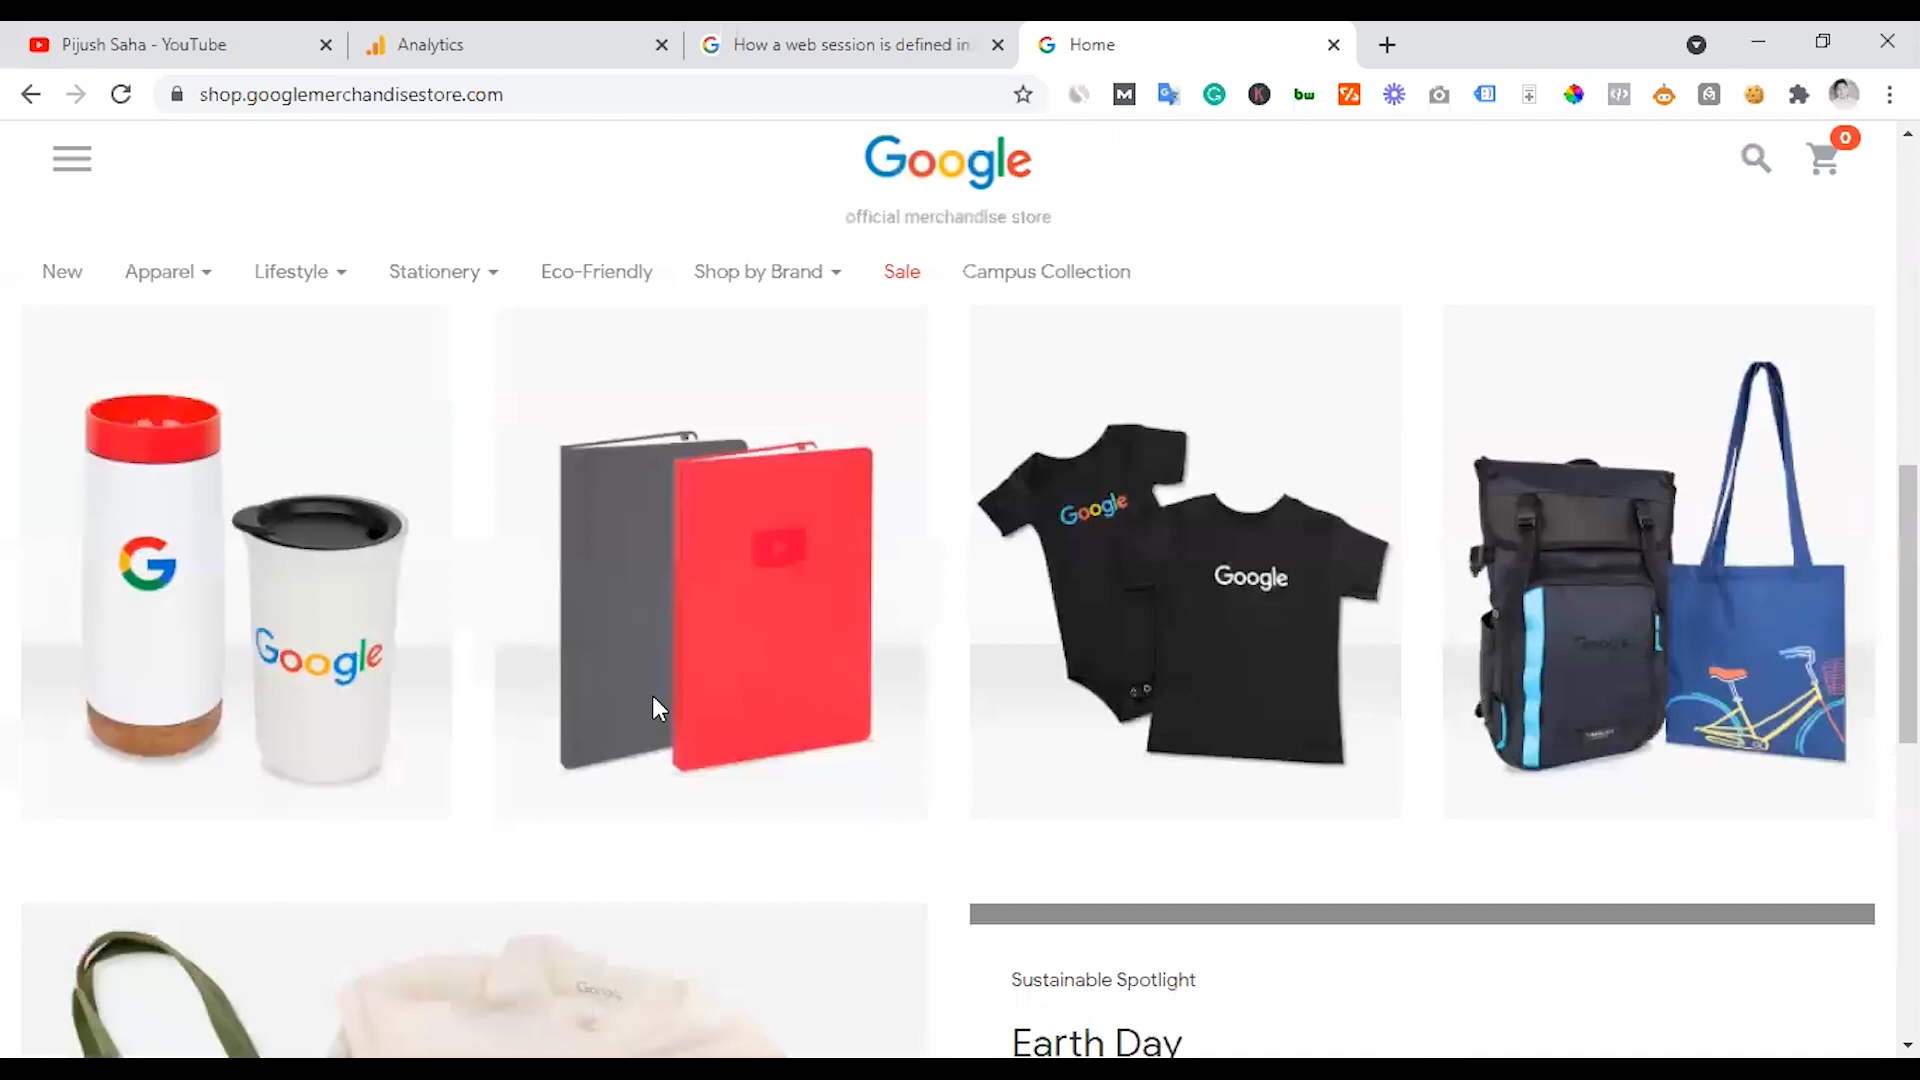 Pijush Saha - YouTube
Analytics
How a web session is defined in
Home
shop.googlemerchandisestore.com
Google
0
official merchandise store
New
Apparel
Lifestyle
Stationery
Eco-Friendly
Shop by Brand
Sale
Campus Collection
G
Google
Google
Google
Google
Google
Sustainable Spotlight
Earth Day